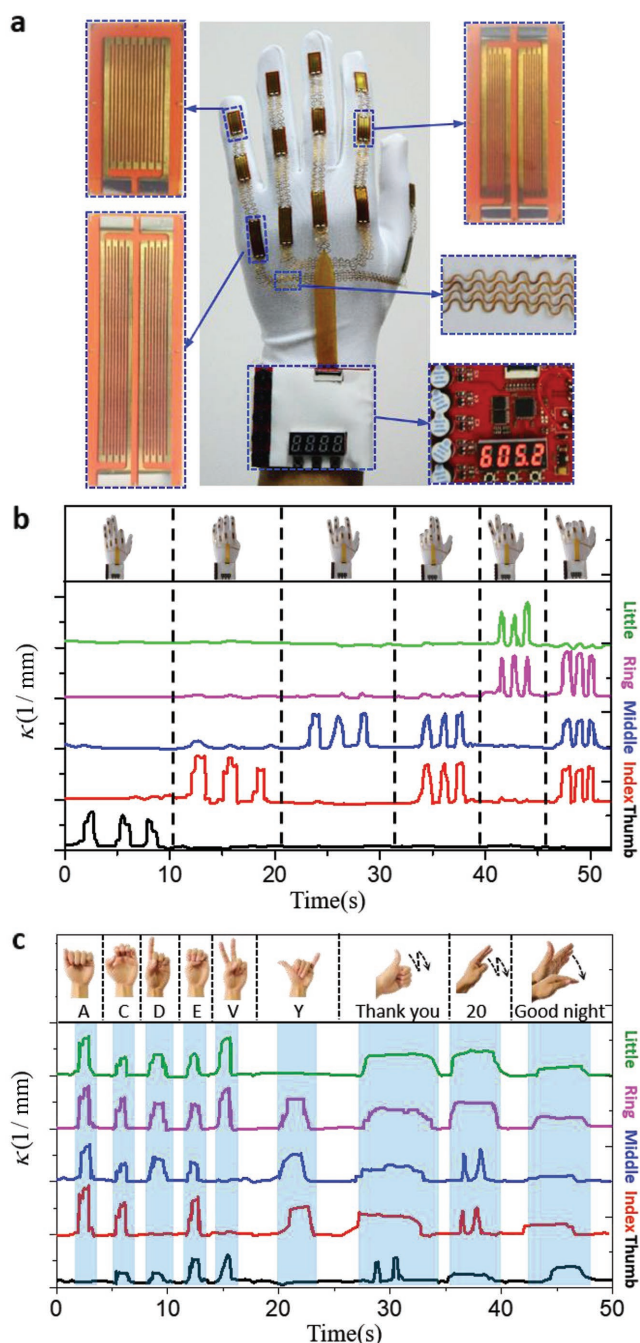 a
605.2
b
κ(1/ mm)
Little
Ring
Middle
Index
Thumb
0 10 20 30 40 50
Time(s)
c
A C D E V Y Thank you 20 Good night
κ(1/ mm)
Little
Ring
Middle
Index
Thumb
0 10 20 30 40 50
Time(s)